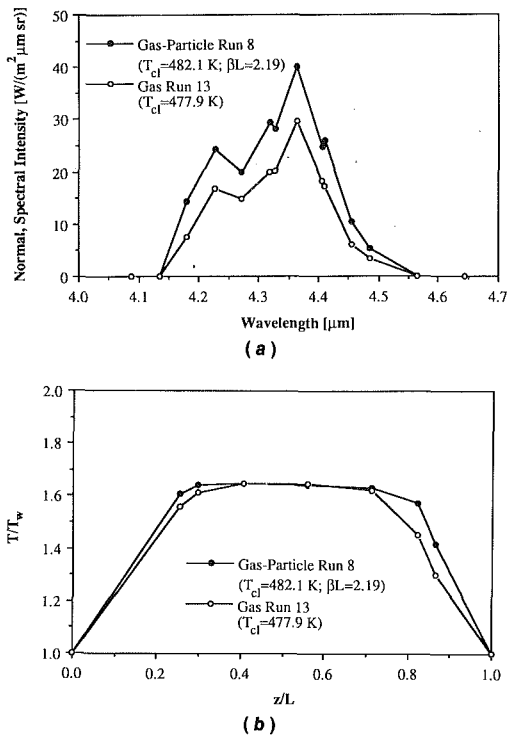 Normal, Spectral Intensity [W/(m²μm sr)]
50
40
30
20
10
0
Gas-Particle Run 8
(T_cl=482.1 K; βL=2.19)
Gas Run 13
(T_cl=477.9 K)
4.0 4.1 4.2 4.3 4.4 4.5 4.6 4.7
Wavelength [μm]
(a)
T/T_w
2.0
1.8
1.6
1.4
1.2
1.0
Gas-Particle Run 8
(T_cl=482.1 K; βL=2.19)
Gas Run 13
(T_cl=477.9 K)
0.0 0.2 0.4 0.6 0.8 1.0
z/L
(b)